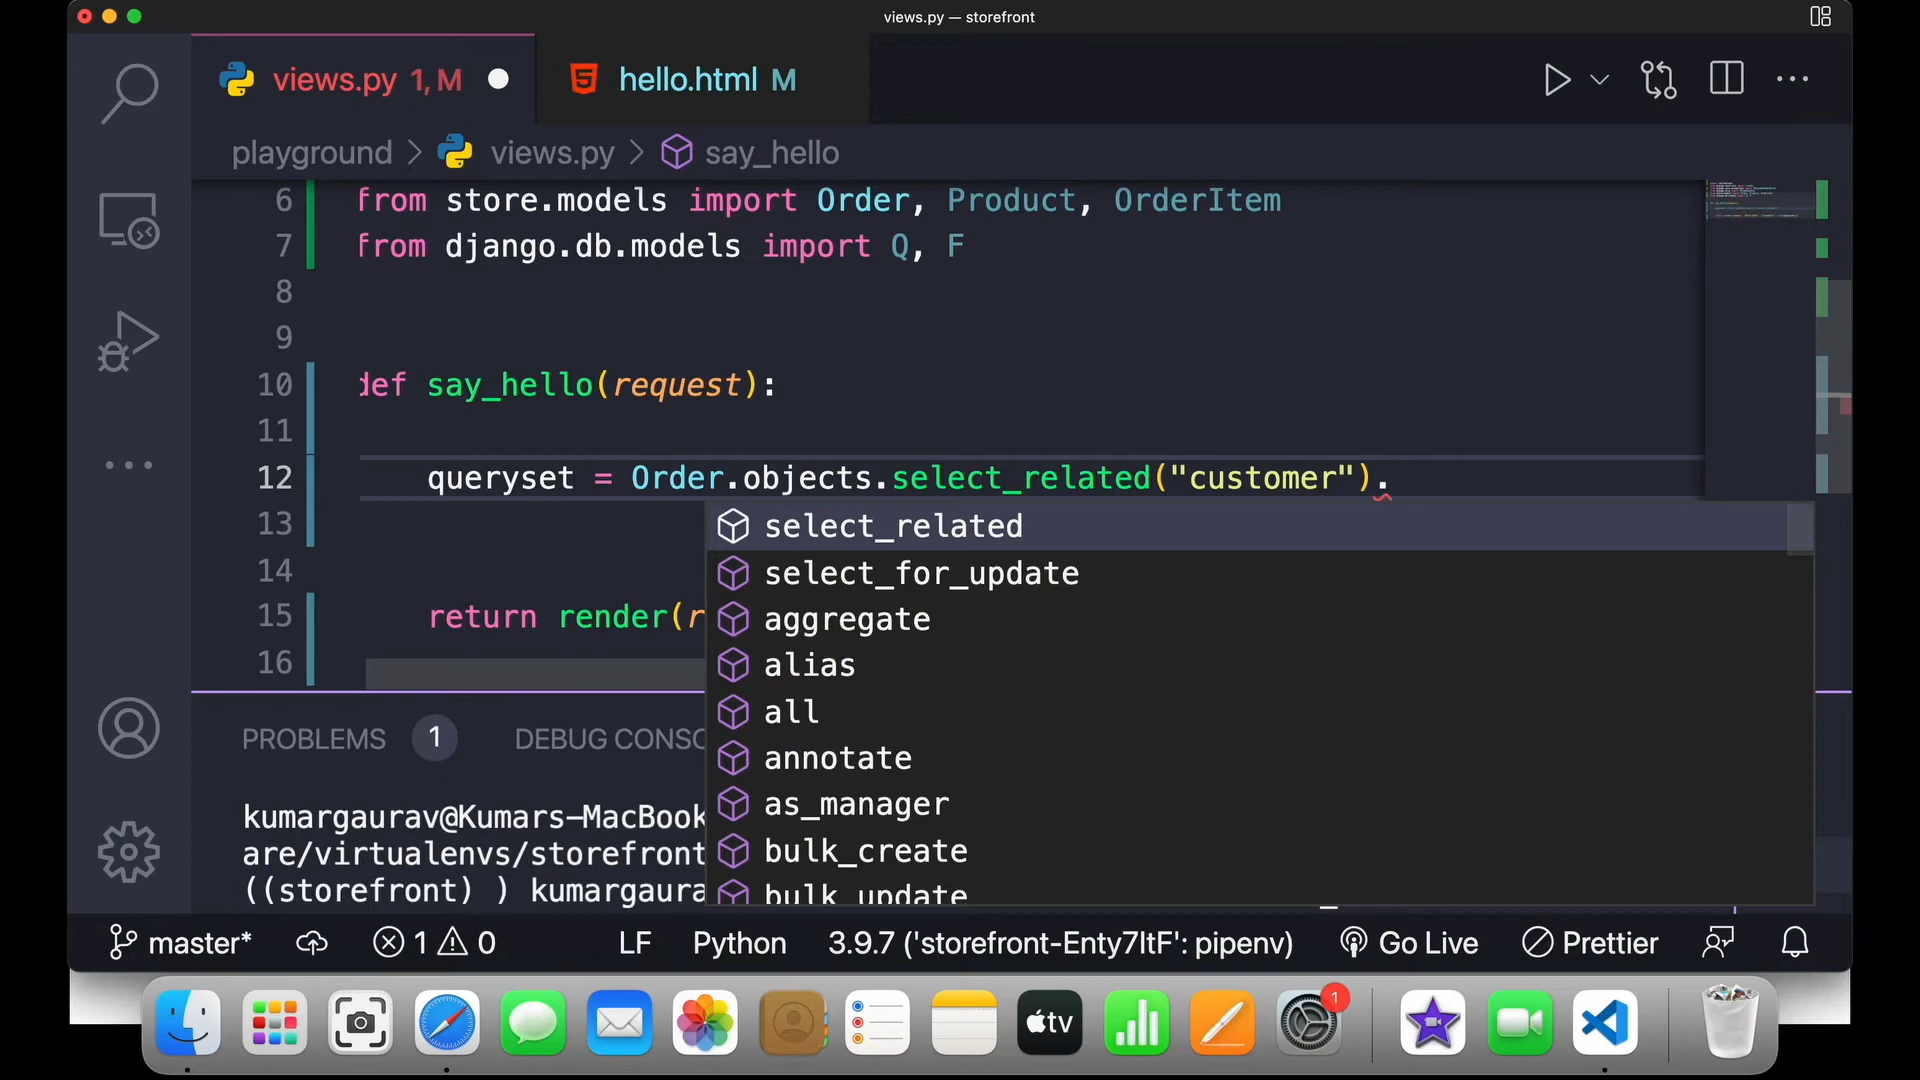 views.py — storefront
views.py 1, M
hello.html M
playground > views.py > say_hello
6 from store.models import Order, Product, OrderItem
7 from django.db.models import Q, F
8
9
10 def say_hello(request):
11
12 queryset = Order.objects.select_related("customer").
13
14
15 return render(r
16
select_related
select_for_update
aggregate
alias
all
annotate
as_manager
bulk_create
bulk_update
PROBLEMS 1 DEBUG CONSO
kumargaurav@Kumars-MacBook
are/virtualenvs/storefront
((storefront) ) kumargaura
master* 1 0 LF Python 3.9.7 ('storefront-Enty7ltF': pipenv) Go Live Prettier
tv
1